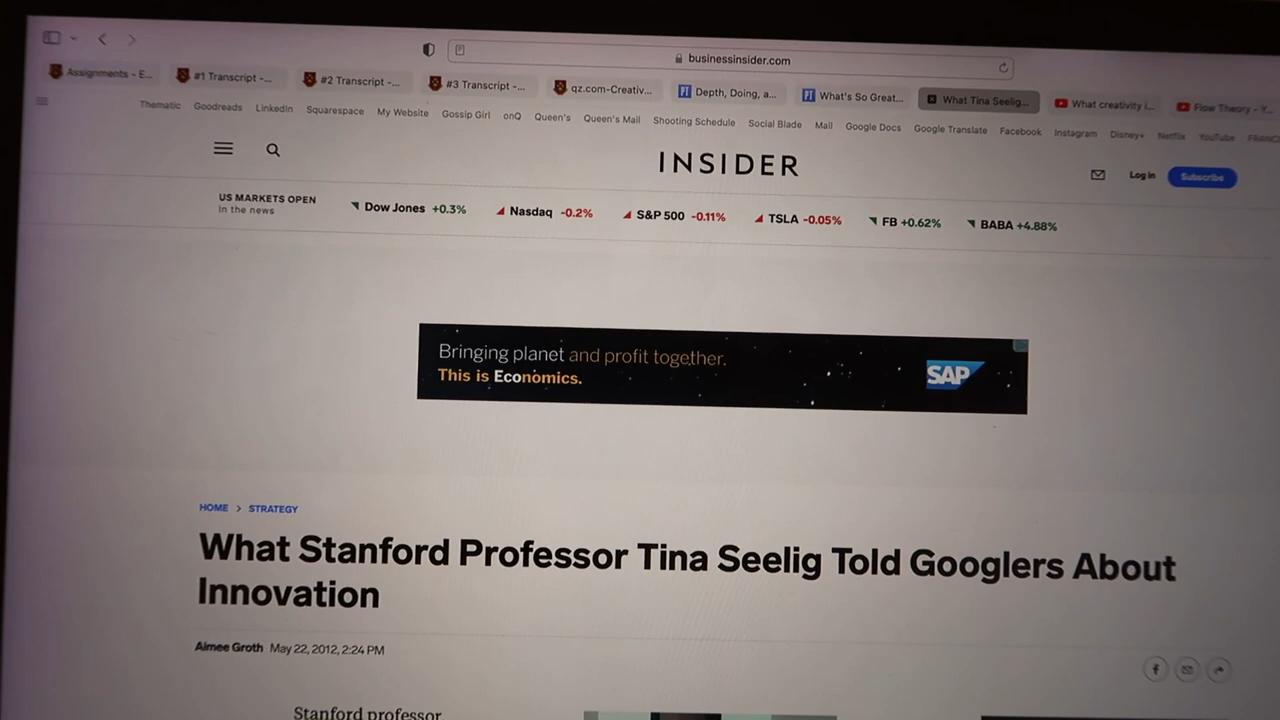 businessinsider.com
Assignments - E...
#1 Transcript -...
#2 Transcript -...
#3 Transcript -...
qz.com-Creativ...
Depth, Doing, a...
What's So Great...
What Tina Seelig...
What creativity i...
Flow Theory - Y...
Thematic Goodreads LinkedIn Squarespace My Website Gossip Girl onQ Queen's Queen's Mail Shooting Schedule Social Blade Mail Google Docs Google Translate Facebook Instagram Disney+ Netflix YouTube
INSIDER
Log in
Subscribe
US MARKETS OPEN
In the news
Dow Jones +0.3%
Nasdaq -0.2%
S&P 500 -0.11%
TSLA -0.05%
FB +0.62%
BABA +4.88%
Bringing planet and profit together.
This is Economics.
SAP
HOME > STRATEGY
What Stanford Professor Tina Seelig Told Googlers About
Innovation
Aimee Groth May 22, 2012, 2:24 PM
Stanford professor